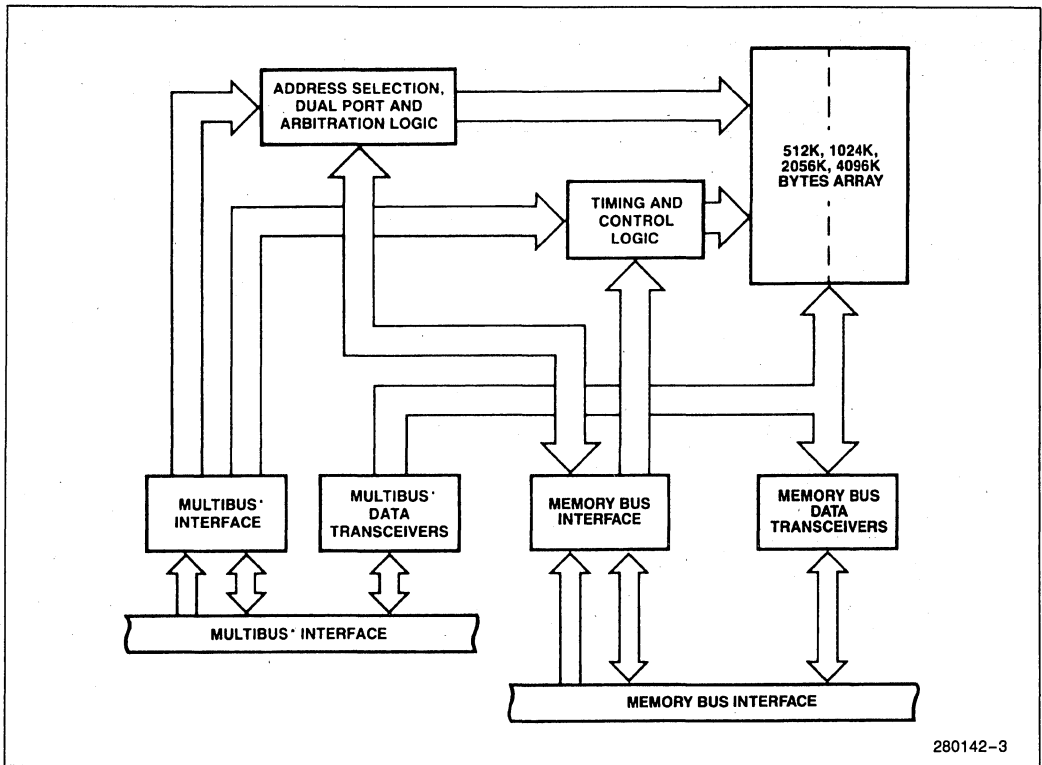 ADDRESS SELECTION,
DUAL PORT AND
ARBITRATION LOGIC
512K, 1024K,
2056K, 4096K
BYTES ARRAY
TIMING AND
CONTROL
LOGIC
MULTIBUS*
INTERFACE
MULTIBUS*
DATA
TRANSCEIVERS
MEMORY BUS
INTERFACE
MEMORY BUS
DATA
TRANSCEIVERS
MULTIBUS* INTERFACE
MEMORY BUS INTERFACE
280142-3